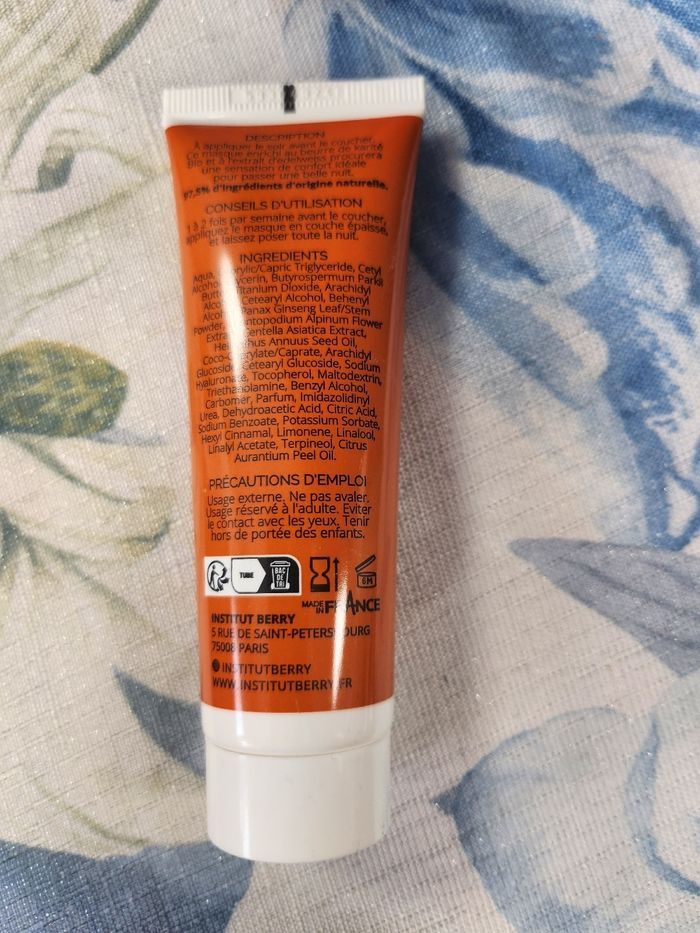 DESCRIPTION
À appliquer le soir avant le coucher.
Ce masque enrichi au beurre de karité
Bio et à l'extrait d'edelweiss procurera
une sensation de confort idéale
pour passer une belle nuit.
97,5% d'ingrédients d'origine naturelle.
CONSEILS D'UTILISATION
1 à 2 fois par semaine avant le coucher,
appliquez le masque en couche épaisse,
et laissez poser toute la nuit.
INGREDIENTS
Aqua, Caprylic/Capric Triglyceride, Cetyl
Alcohol, Glycerin, Butyrospermum Parkii
Butter, Titanium Dioxide, Arachidyl
Alcohol, Cetearyl Alcohol, Behenyl
Alcohol, Panax Ginseng Leaf/Stem
Powder, Leontopodium Alpinum Flower
Extract, Centella Asiatica Extract,
Helianthus Annuus Seed Oil,
Coco-Caprylate/Caprate, Arachidyl
Glucoside, Cetearyl Glucoside, Sodium
Hyaluronate, Tocopherol, Maltodextrin,
Triethanolamine, Benzyl Alcohol,
Carbomer, Parfum, Imidazolidinyl
Urea, Dehydroacetic Acid, Citric Acid,
Sodium Benzoate, Potassium Sorbate,
Hexyl Cinnamal, Limonene, Linalool,
Linalyl Acetate, Terpineol, Citrus
Aurantium Peel Oil.
PRÉCAUTIONS D'EMPLOI
Usage externe. Ne pas avaler.
Usage réservé à l'adulte. Eviter
le contact avec les yeux. Tenir
hors de portée des enfants.
TUBE
BAC
DE
TRI
6M
MADE IN FRANCE
INSTITUT BERRY
5 RUE DE SAINT-PETERSBOURG
75008 PARIS
INSTITUTBERRY
WWW.INSTITUTBERRY.FR